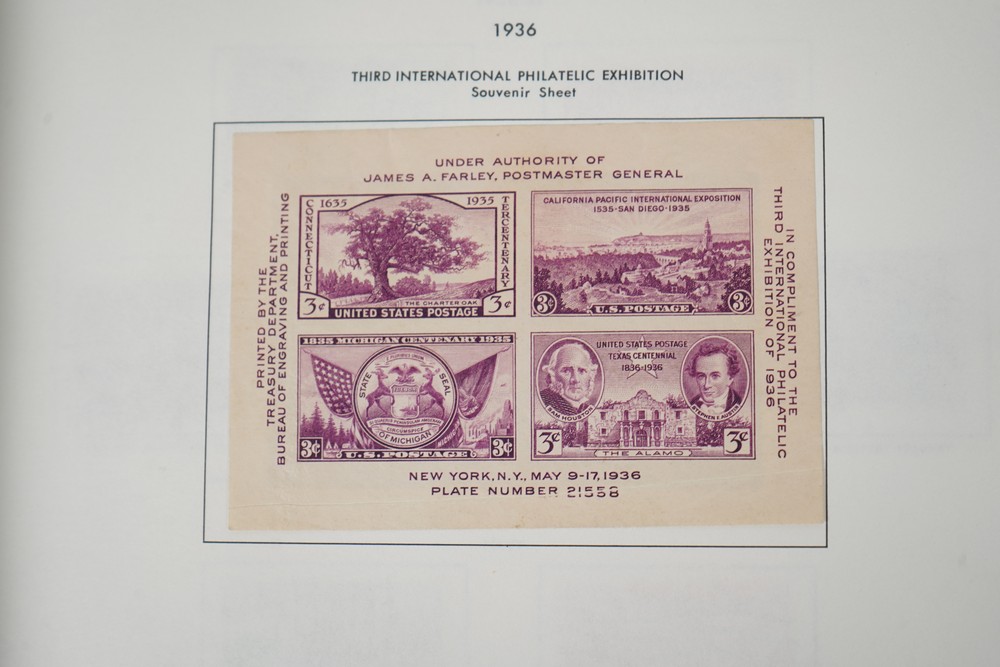 1936
THIRD INTERNATIONAL PHILATELIC EXHIBITION
Souvenir Sheet
UNDER AUTHORITY OF
JAMES A. FARLEY, POSTMASTER GENERAL
PRINTED BY THE
TREASURY DEPARTMENT,
BUREAU OF ENGRAVING AND PRINTING
1635 1935
CONNECTICUT
TERCENTENARY
THE CHARTER OAK
3¢ 3¢
UNITED STATES POSTAGE
CALIFORNIA PACIFIC INTERNATIONAL EXPOSITION
1535-SAN DIEGO-1935
3¢ 3¢
U.S. POSTAGE
1835 MICHIGAN CENTENARY 1935
STATE SEAL
OF MICHIGAN
CIRCUMSPICE
3¢ 3¢
U.S. POSTAGE
UNITED STATES POSTAGE
TEXAS CENTENNIAL
1836-1936
SAM HOUSTON
STEPHEN F. AUSTIN
3¢ 3¢
THE ALAMO
IN COMPLIMENT TO THE
THIRD INTERNATIONAL PHILATELIC
EXHIBITION OF 1936
NEW YORK, N.Y., MAY 9-17, 1936
PLATE NUMBER 21558